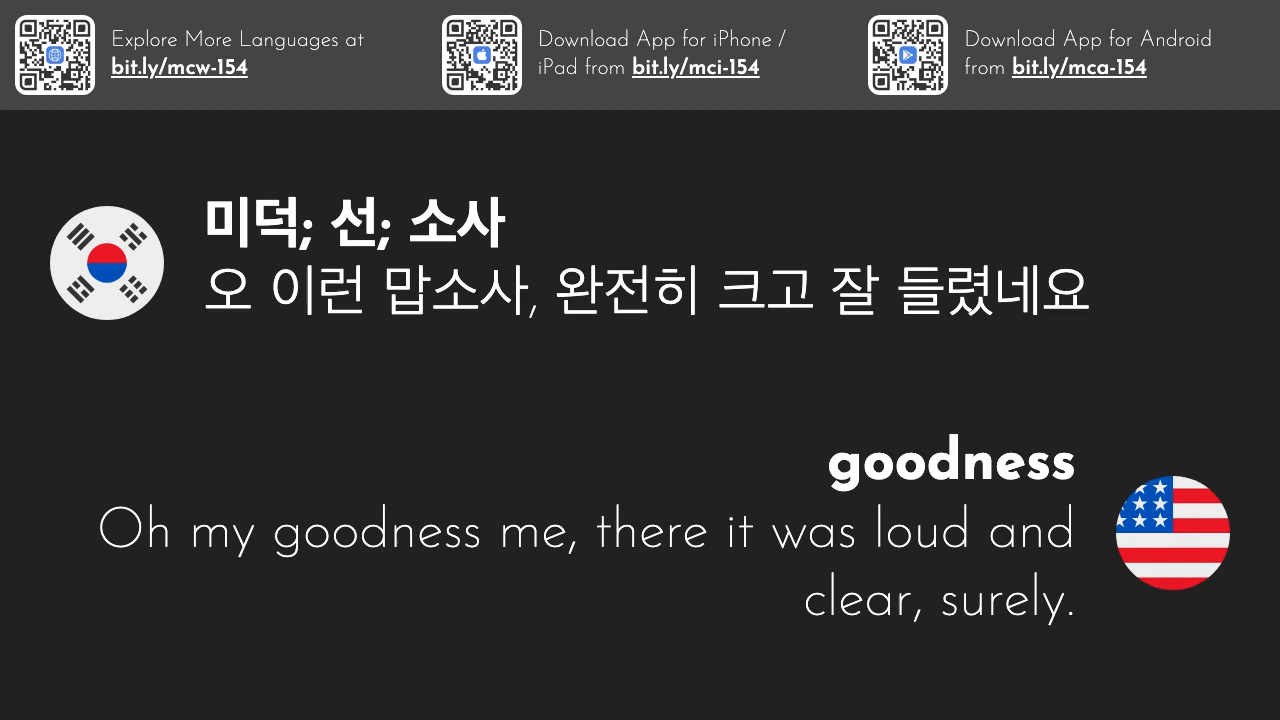 Explore More Languages at
bit.ly/mcw-154
Download App for iPhone /
iPad from bit.ly/mci-154
Download App for Android
from bit.ly/mca-154
미덕; 선; 소사
오 이런 맙소사, 완전히 크고 잘 들렸네요
goodness
Oh my goodness me, there it was loud and
clear, surely.